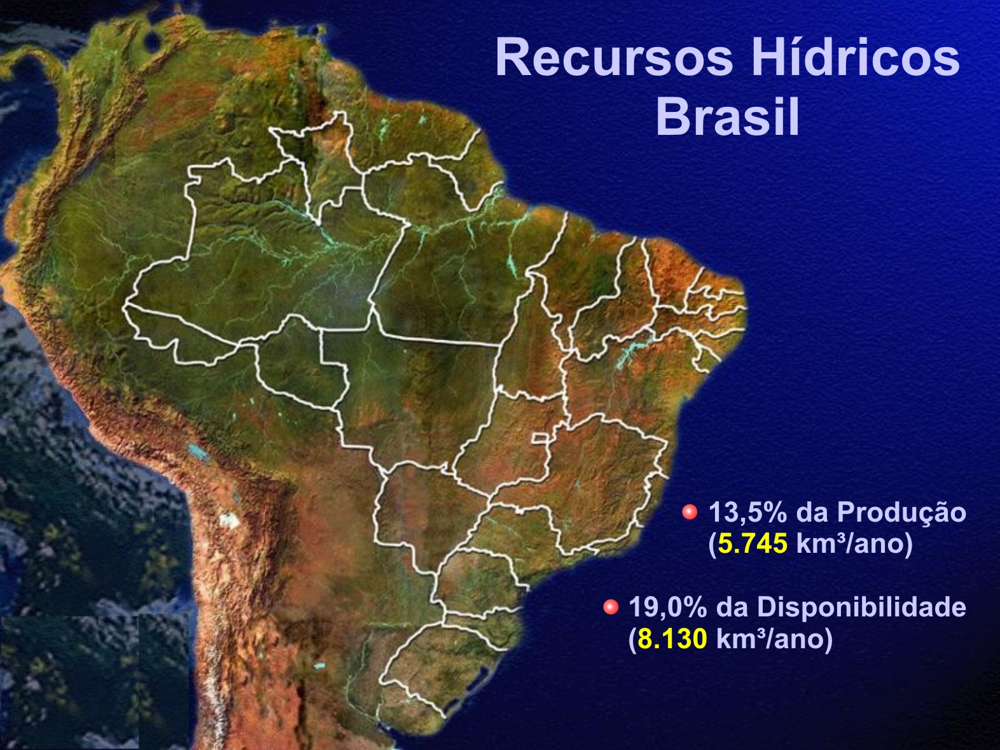 Recursos Hídricos
Brasil
13,5% da Produção
(5.745 km³/ano)
19,0% da Disponibilidade
(8.130 km³/ano)